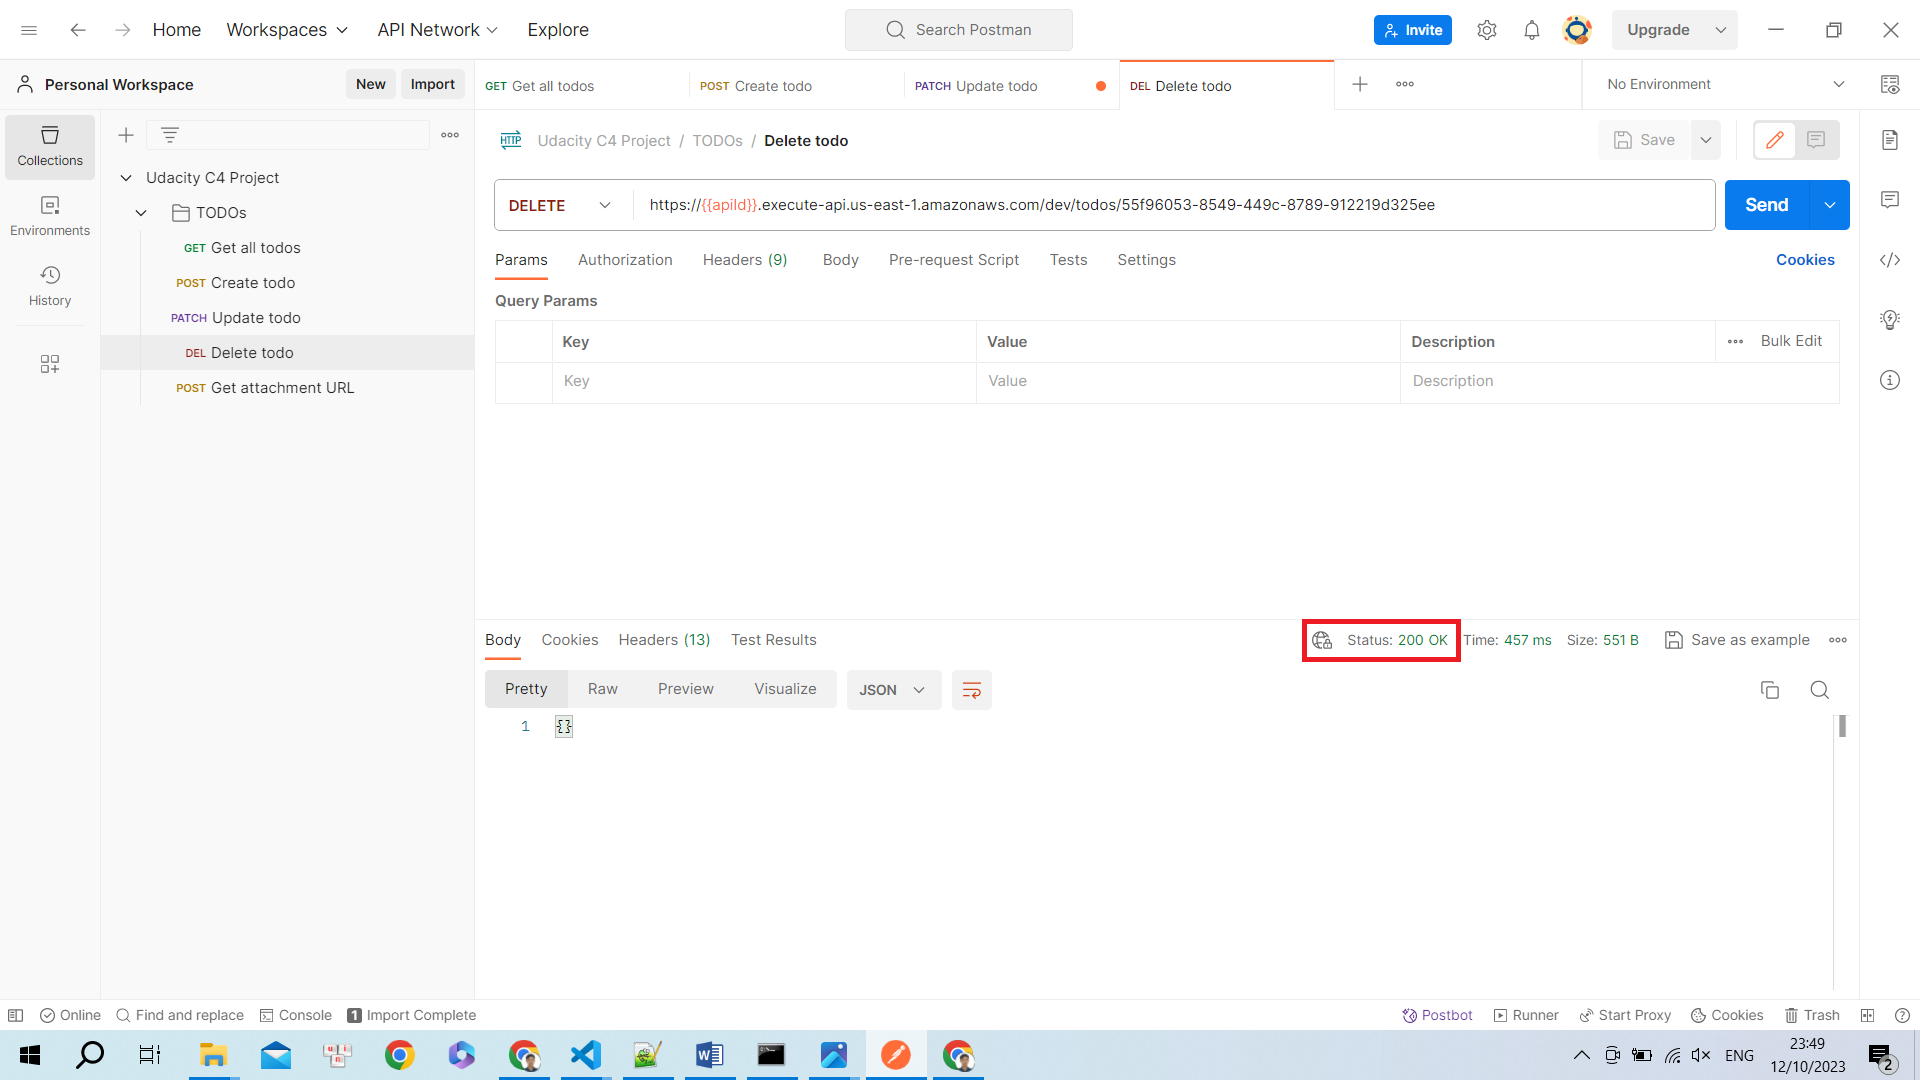 Home Workspaces API Network Explore Search Postman Invite Upgrade
Personal Workspace New Import GET Get all todos POST Create todo PATCH Update todo DEL Delete todo No Environment
Collections
Environments
History
Udacity C4 Project
TODOs
GET Get all todos
POST Create todo
PATCH Update todo
DEL Delete todo
POST Get attachment URL
HTTP Udacity C4 Project / TODOs / Delete todo Save
DELETE https://{{apiId}}.execute-api.us-east-1.amazonaws.com/dev/todos/55f96053-8549-449c-8789-912219d325ee Send
Params Authorization Headers (9) Body Pre-request Script Tests Settings Cookies
Query Params
Key Value Description Bulk Edit
Key Value Description
Body Cookies Headers (13) Test Results Status: 200 OK Time: 457 ms Size: 551 B Save as example
Pretty Raw Preview Visualize JSON
1 {}
Online Find and replace Console 1 Import Complete Postbot Runner Start Proxy Cookies Trash
ENG 23:49
12/10/2023 2